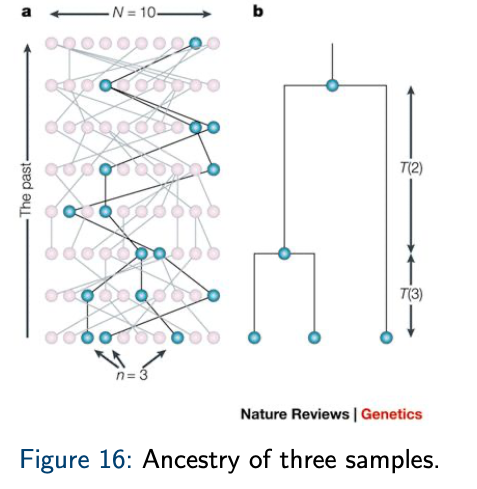 a
N = 10
b
The past
T(2)
T(3)
n = 3
Nature Reviews | Genetics
Figure 16: Ancestry of three samples.